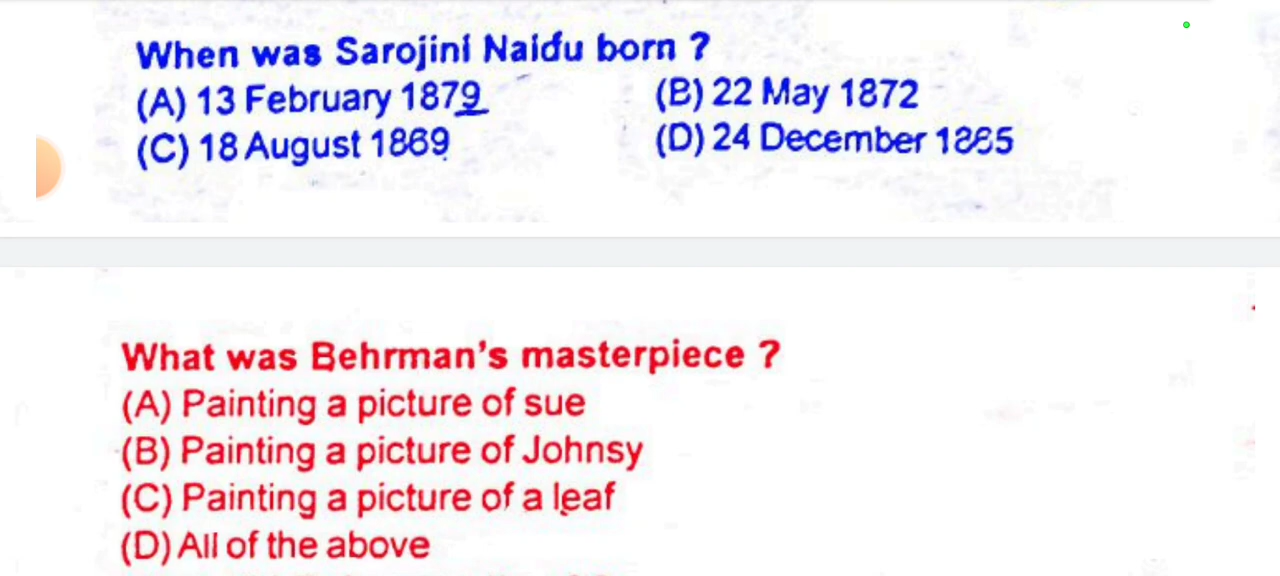 When was Sarojini Naidu born ?
(A) 13 February 1879
(B) 22 May 1872
(C) 18 August 1869
(D) 24 December 1865
What was Behrman's masterpiece ?
(A) Painting a picture of sue
(B) Painting a picture of Johnsy
(C) Painting a picture of a leaf
(D) All of the above